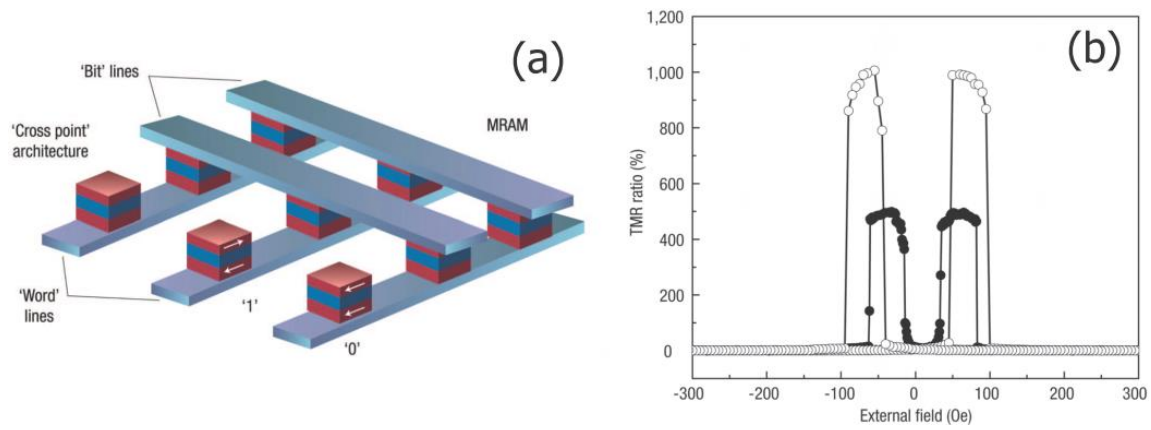 (a)
'Bit' lines
MRAM
'Cross point'
architecture
'Word'
lines
'1'
'0'
(b)
1,200
1,000
800
600
400
200
0
TMR ratio (%)
-300
-200
-100
0
100
200
300
External field (Oe)